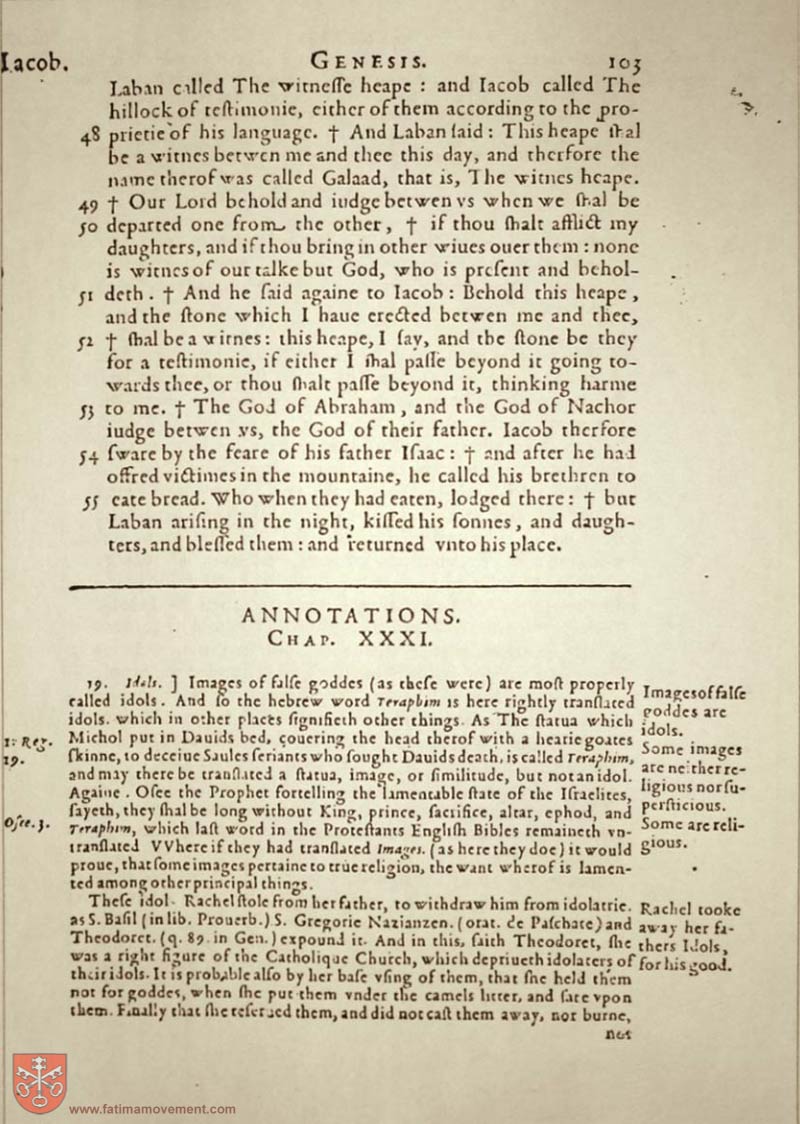 Iacob. GENESIS. 103
Laban called The witnesse heape : and Iacob called The
hillock of testimonie, either of them according to the pro-
48 prietie of his language. † And Laban said : This heape shal
be a witnes betwen me and thee this day, and therfore the
name therof was called Galaad, that is, The witnes heape.
49 † Our Lord behold and iudge betwen vs when we shal be
50 departed one from the other, † if thou shalt afflict my
daughters, and if thou bring in other wiues ouer them : none
is witnes of our talke but God, who is present and behol-
51 deth. † And he said againe to Iacob : Behold this heape,
and the stone which I haue erected betwen me and thee,
52 † shal be a witnes : this heape, I say, and the stone be they
for a testimonie, if either I shal passe beyond it going to-
wards thee, or thou shalt passe beyond it, thinking harme
53 to me. † The God of Abraham, and the God of Nachor
iudge betwen vs, the God of their father. Iacob therfore
54 sware by the feare of his father Isaac : † and after he had
offred victimes in the mountaine, he called his brethren to
55 eate bread. Who when they had eaten, lodged there : † but
Laban arising in the night, kissed his sonnes, and daugh-
ters, and blessed them : and returned vnto his place.
ANNOTATIONS.
CHAP. XXXI.
19. Idols. ] Images of false goddes (as these were) are most properly
called idols. And so the hebrew word Teraphim is here rightly translated
idols. which in other places signifieth other things. As The statua which
Michol put in Dauids bed, couering the head therof with a hearie goates
skinne, to deceiue Saules seruants who sought Dauids death, is called Teraphim,
and may there be translated a statua, image, or similitude, but not an idol.
Againe. Osee the Prophet fortelling the lamentable state of the Israelites,
sayeth, they shal be long without King, prince, sacrifice, altar, ephod, and
Teraphim, which last word in the Protestants English Bibles remaineth vn-
translated VVhere if they had translated Images. (as here they doe) it would
proue, that some images pertaine to true religion, the want wherof is lamen-
ted among other principal things.
These idol Rachel stole from her father, to withdraw him from idolatrie.
as S. Basil (in lib. Prouerb.) S. Gregorie Nazianzen. (orat. de Paschate) and
Theodoret. (q. 89 in Gen.) expound it. And in this, saith Theodoret, she
was a right figure of the Catholique Church, which depriueth idolaters of
their idols. It is probable also by her base vsing of them, that she held them
not for goddes, when she put them vnder the camels litter, and sate vpon
them. Finally that she reserued them, and did not cast them away, nor burne,
not
1. Reg.
19.
Osee. 3.
Images of false
goddes are
idols.
Some images
are nether re-
ligious nor su-
perstitious.
Some are reli-
gious.
Rachel tooke
away her fa-
thers Idols,
for his good.
www.fatimamovement.com